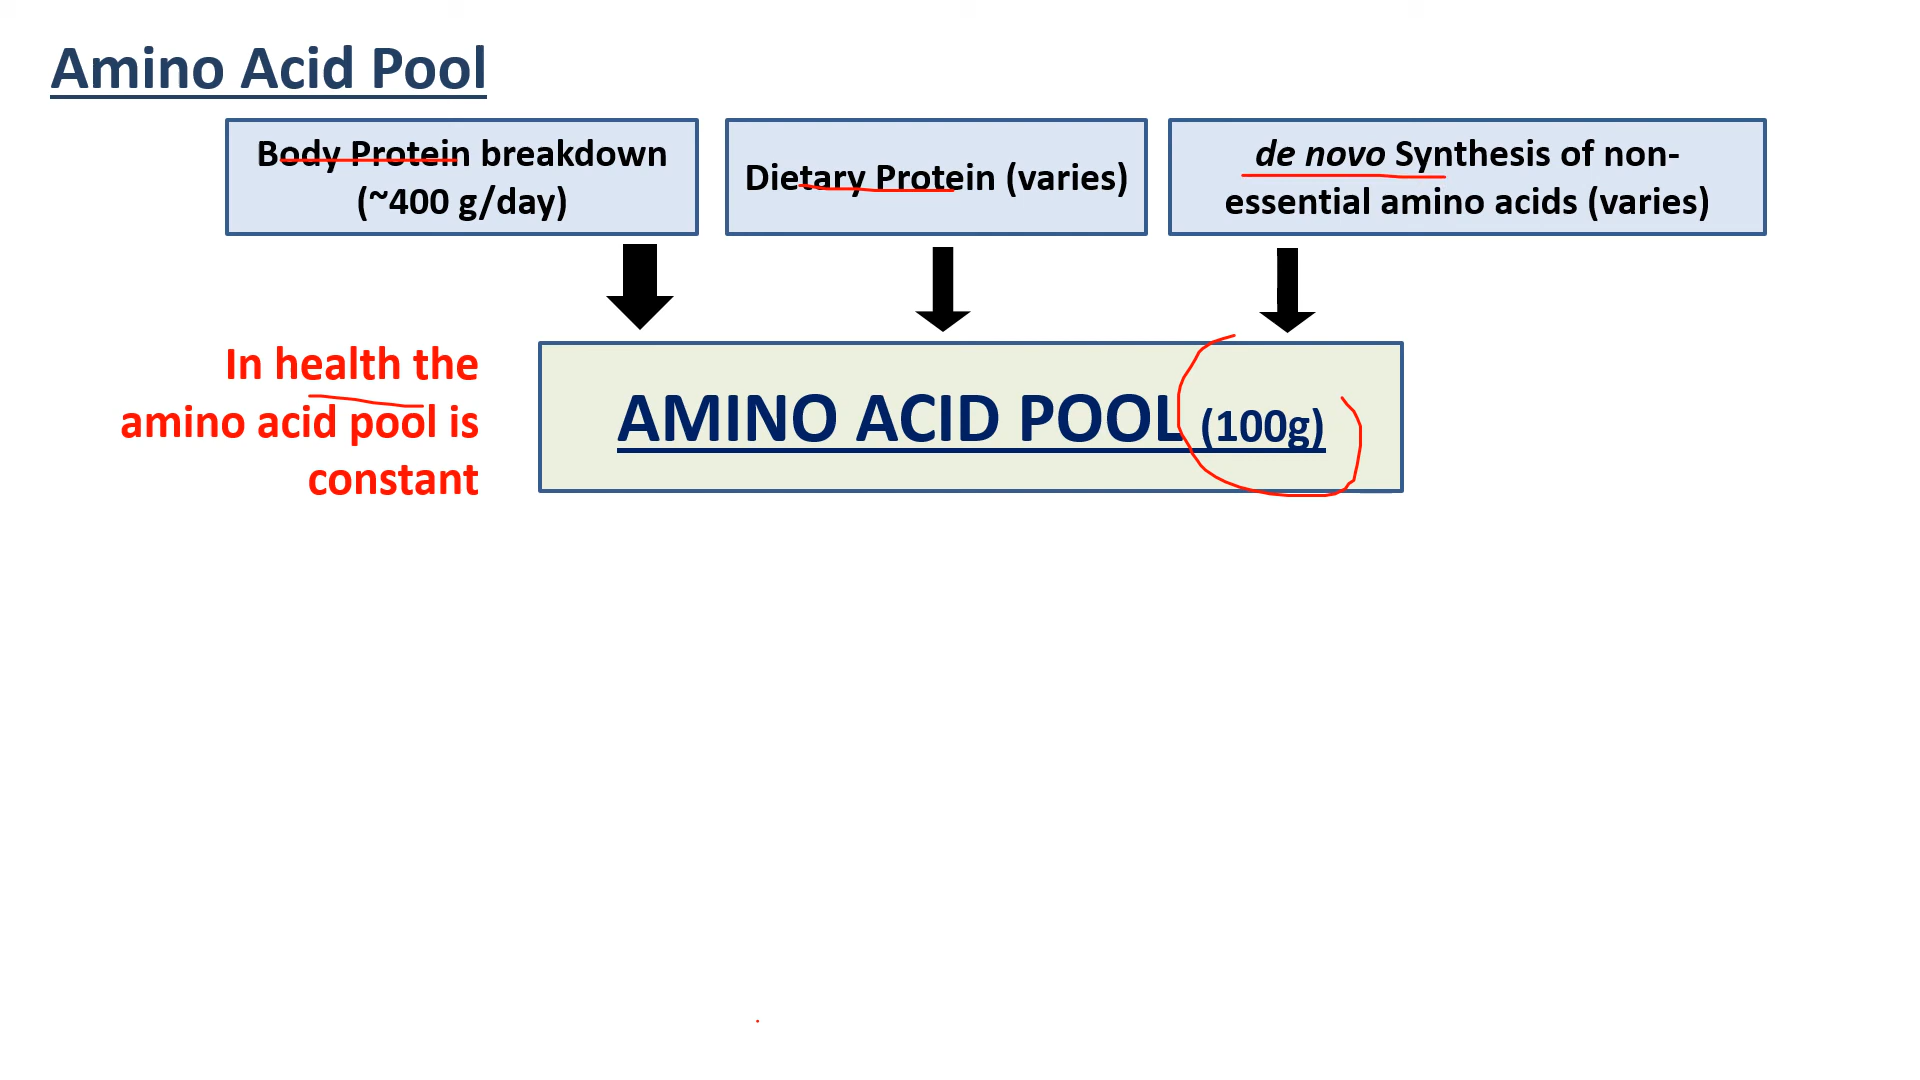 Amino Acid Pool
Body Protein breakdown
(~400 g/day)
Dietary Protein (varies)
de novo Synthesis of non-
essential amino acids (varies)
In health the
amino acid pool is
constant
AMINO ACID POOL (100g)